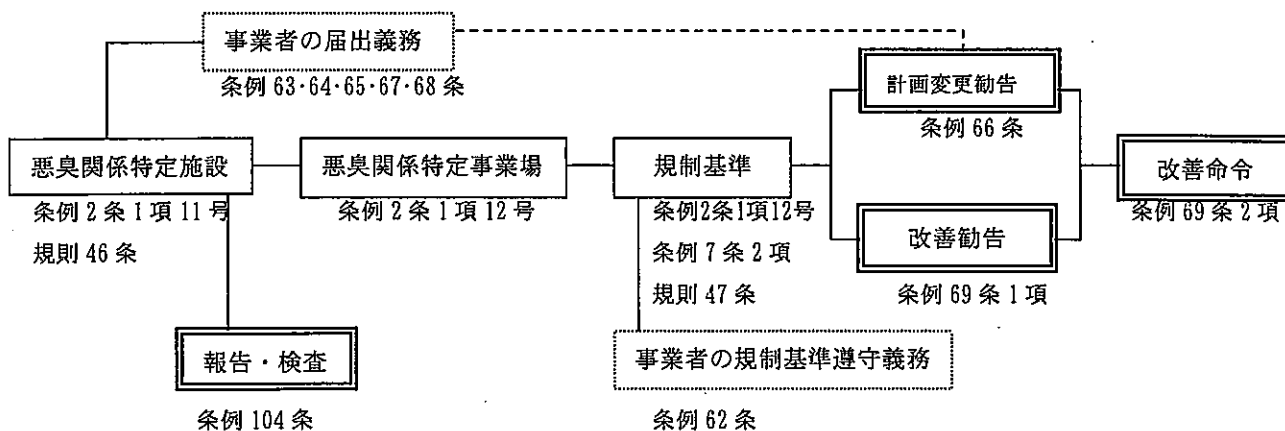 事業者の届出義務
条例 63･64･65･67･68 条
計画変更勧告
条例 66 条
悪臭関係特定施設
条例 2 条 1 項 11 号
規則 46 条
悪臭関係特定事業場
条例 2 条 1 項 12 号
規制基準
条例2条1項12号
条例 7 条 2 項
規則 47 条
改善命令
条例 69 条 2 項
改善勧告
条例 69 条 1 項
報告・検査
条例 104 条
事業者の規制基準遵守義務
条例 62 条